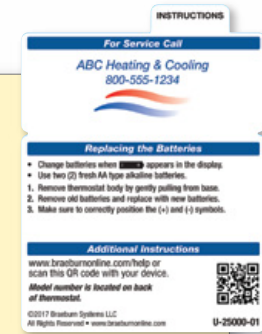 INSTRUCTIONS
For Service Call
ABC Heating & Cooling
800-555-1234
Replacing the Batteries
• Change batteries when appears in the display.
• Use two (2) fresh AA type alkaline batteries.
1. Remove thermostat body by gently pulling from base.
2. Remove old batteries and replace with new batteries.
3. Make sure to correctly position the (+) and (-) symbols.
Additional Instructions
www.braeburnonline.com/help or
scan this QR code with your device.
Model number is located on back
of thermostat.
©2017 Braeburn Systems LLC
All Rights Reserved • www.braeburnonline.com
U-25000-01